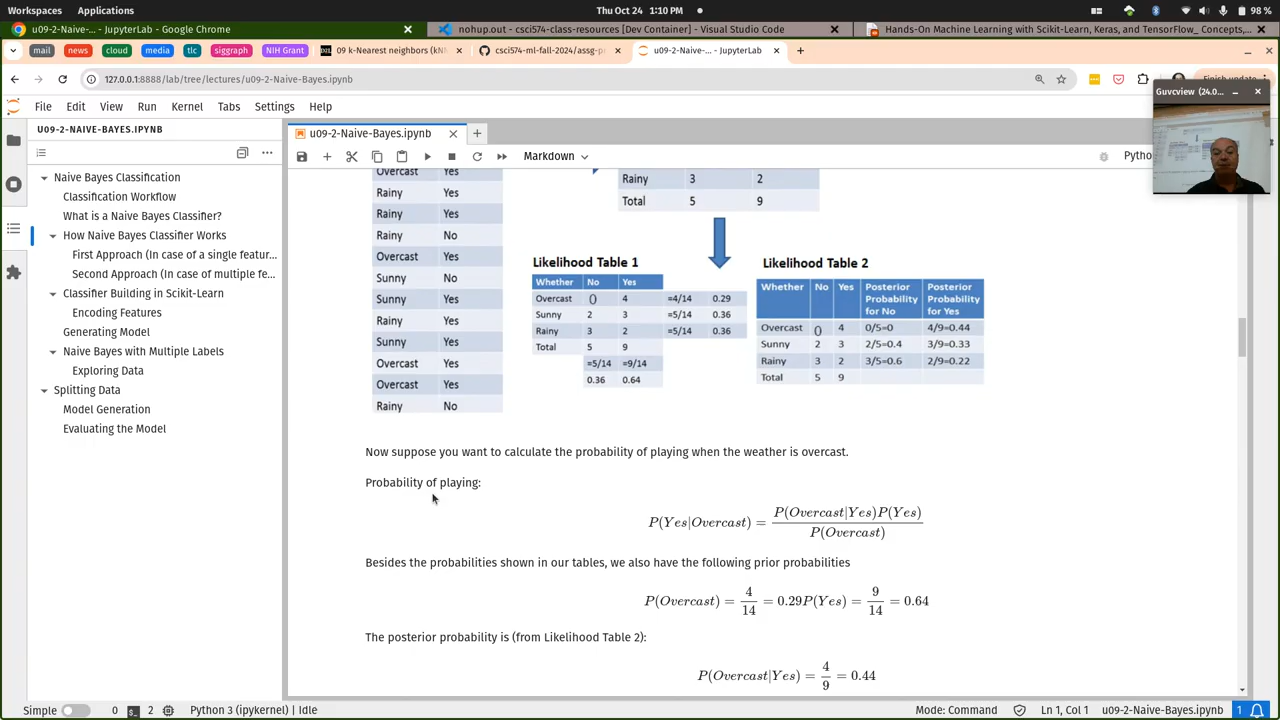 Workspaces Applications Thu Oct 24 1:10 PM 98 %
u09-2-Naive-... - JupyterLab - Google Chrome
nohup.out - csci574-class-resources [Dev Container] - Visual Studio Code
Hands-On Machine Learning with Scikit-Learn, Keras, and TensorFlow_ Concepts,
mail news cloud media tlc siggraph NIH Grant
09 k-Nearest neighbors (kN
csci574-ml-fall-2024/assg-p
u09-2-Naive-... - JupyterLab
127.0.0.1:8888/lab/tree/lectures/u09-2-Naive-Bayes.ipynb
Finish update
Guvcview (24.0...
File Edit View Run Kernel Tabs Settings Help
U09-2-NAIVE-BAYES.IPYNB
u09-2-Naive-Bayes.ipynb
Markdown
Pytho
Naive Bayes Classification
Classification Workflow
What is a Naive Bayes Classifier?
How Naive Bayes Classifier Works
First Approach (In case of a single featur...
Second Approach (In case of multiple fe...
Classifier Building in Scikit-Learn
Encoding Features
Generating Model
Naive Bayes with Multiple Labels
Exploring Data
Splitting Data
Model Generation
Evaluating the Model
Overcast Yes
Rainy Yes
Rainy Yes
Rainy No
Overcast Yes
Sunny No
Sunny Yes
Rainy Yes
Sunny Yes
Overcast Yes
Overcast Yes
Rainy No
Rainy 3 2
Total 5 9
Likelihood Table 1
Whether No Yes
Overcast () 4 =4/14 0.29
Sunny 2 3 =5/14 0.36
Rainy 3 2 =5/14 0.36
Total 5 9
=5/14 =9/14
0.36 0.64
Likelihood Table 2
Whether No Yes Posterior Probability for No Posterior Probability for Yes
Overcast () 4 0/5=0 4/9=0.44
Sunny 2 3 2/5=0.4 3/9=0.33
Rainy 3 2 3/5=0.6 2/9=0.22
Total 5 9
Now suppose you want to calculate the probability of playing when the weather is overcast.
Probability of playing:
P(Yes|Overcast) = P(Overcast|Yes)P(Yes) / P(Overcast)
Besides the probabilities shown in our tables, we also have the following prior probabilities
P(Overcast) = 4/14 = 0.29P(Yes) = 9/14 = 0.64
The posterior probability is (from Likelihood Table 2):
P(Overcast|Yes) = 4/9 = 0.44
Simple 0 2 Python 3 (ipykernel) | Idle Mode: Command Ln 1, Col 1 u09-2-Naive-Bayes.ipynb 1